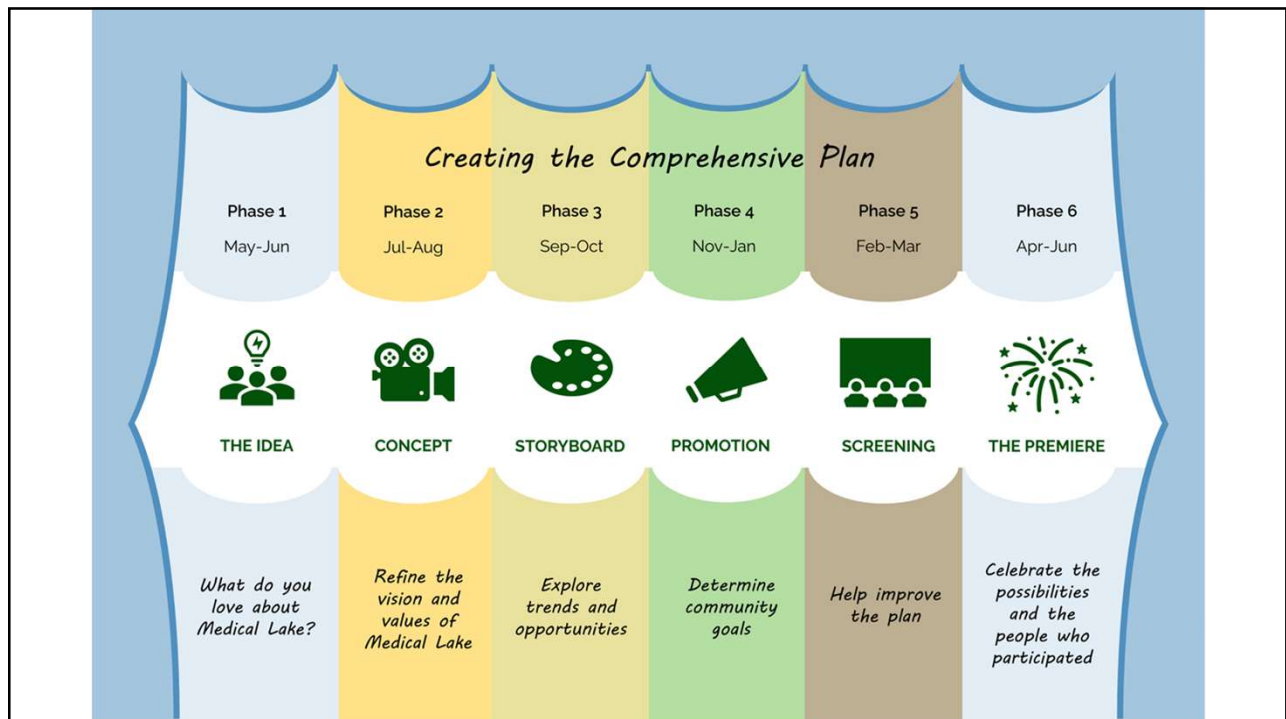 Creating the Comprehensive Plan
Phase 1
Phase 2
Phase 3
Phase 4
Phase 5
Phase 6
May-Jun
Jul-Aug
Sep-Oct
Nov-Jan
Feb-Mar
Apr-Jun
THE IDEA
CONCEPT
STORYBOARD
PROMOTION
SCREENING
THE PREMIERE
What do you
love about
Medical Lake?
Refine the
vision and
values of
Medical Lake
Explore
trends and
opportunities
Determine
community
goals
Help improve
the plan
Celebrate the
possibilities
and the
people who
participated